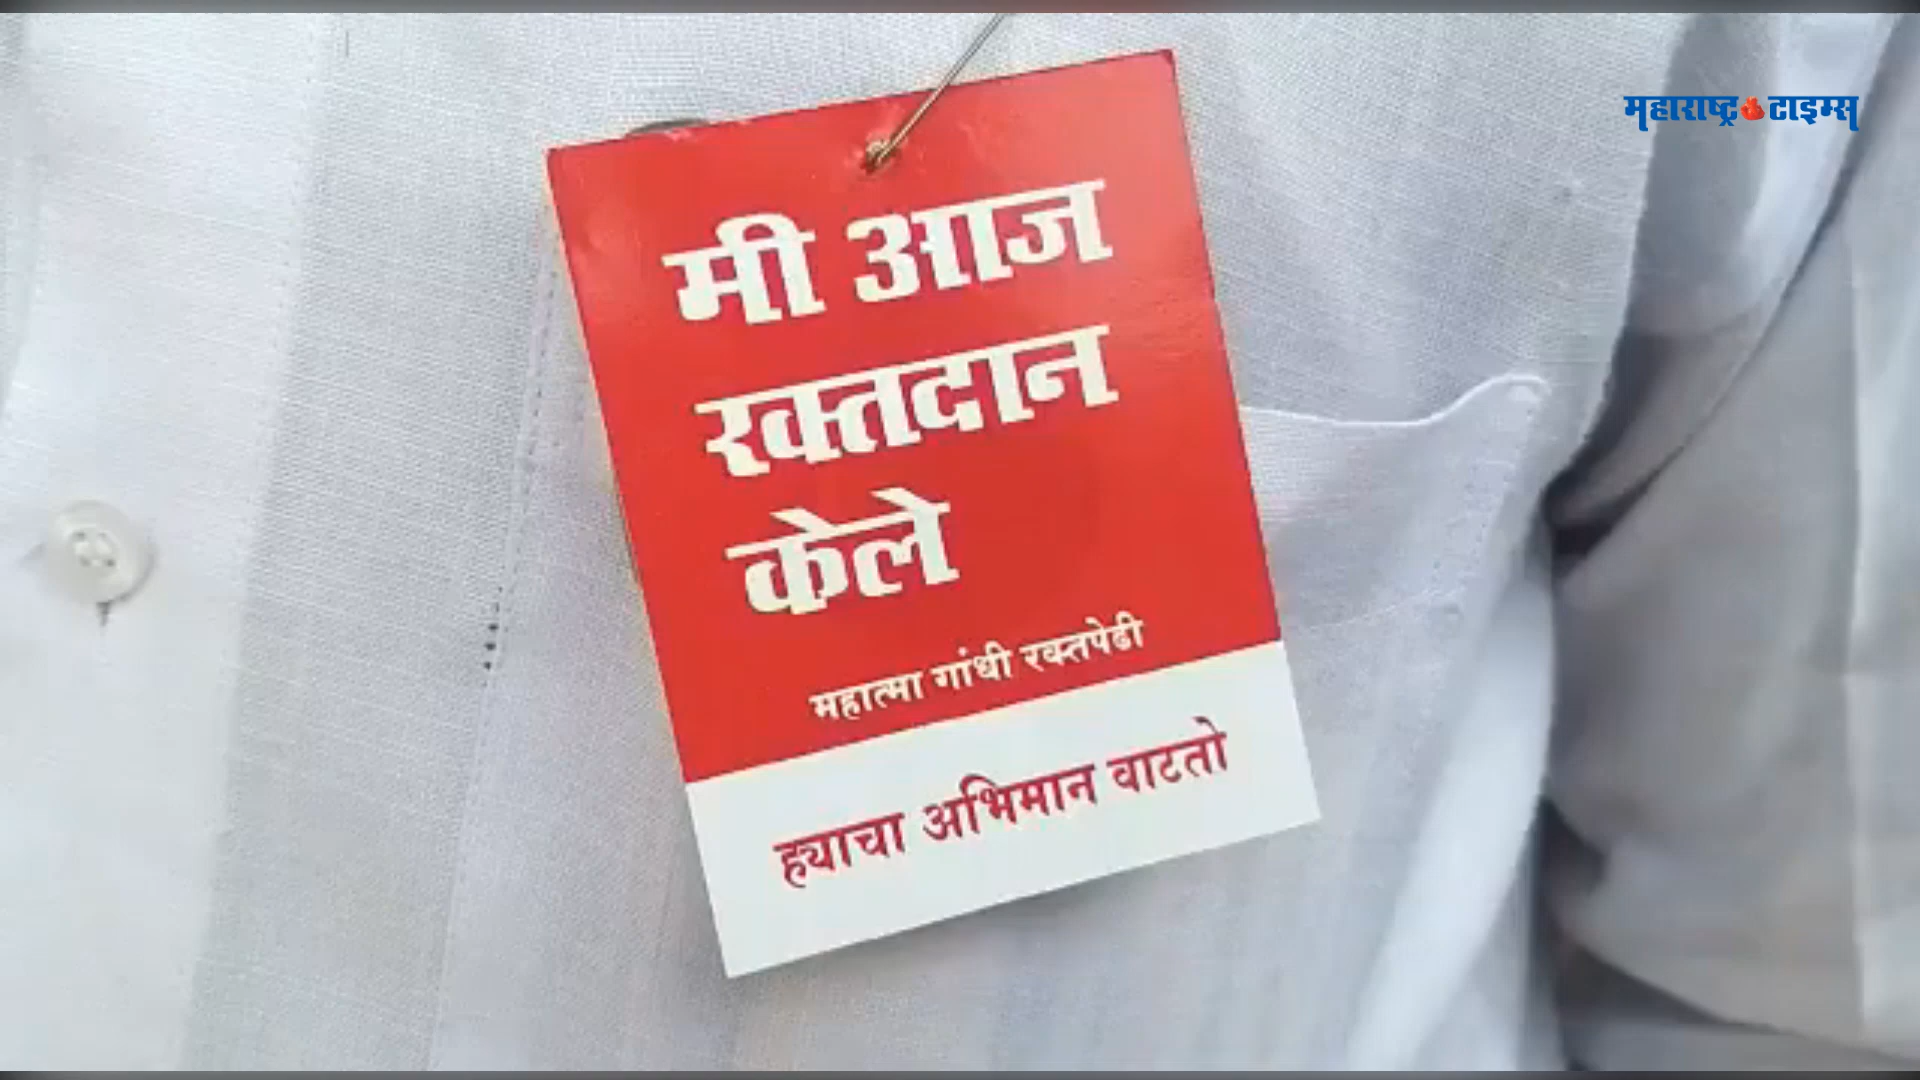 महाराष्ट्र टाइम्स
मी आज
रक्तदान
केले
महात्मा गांधी रक्तपेढी
ह्याचा अभिमान वाटतो